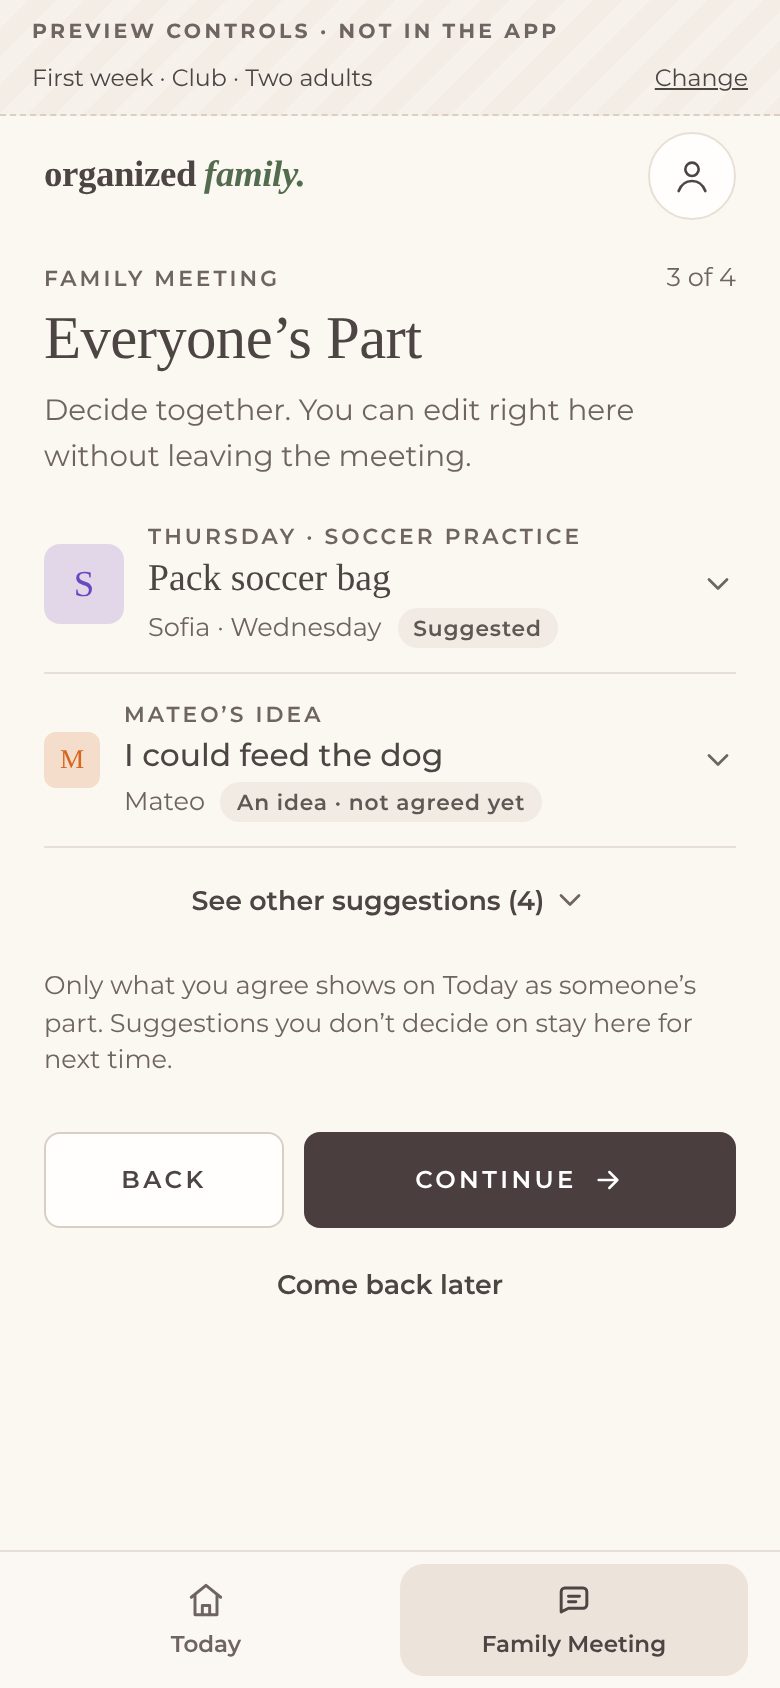 PREVIEW CONTROLS · NOT IN THE APP
First week · Club · Two adults
Change
organized family.
FAMILY MEETING
3 of 4
Everyone’s Part
Decide together. You can edit right here
without leaving the meeting.
THURSDAY · SOCCER PRACTICE
S
Pack soccer bag
Sofia · Wednesday
Suggested
MATEO’S IDEA
M
I could feed the dog
Mateo
An idea · not agreed yet
See other suggestions (4)
Only what you agree shows on Today as someone’s
part. Suggestions you don’t decide on stay here for
next time.
BACK
CONTINUE →
Come back later
Today
Family Meeting